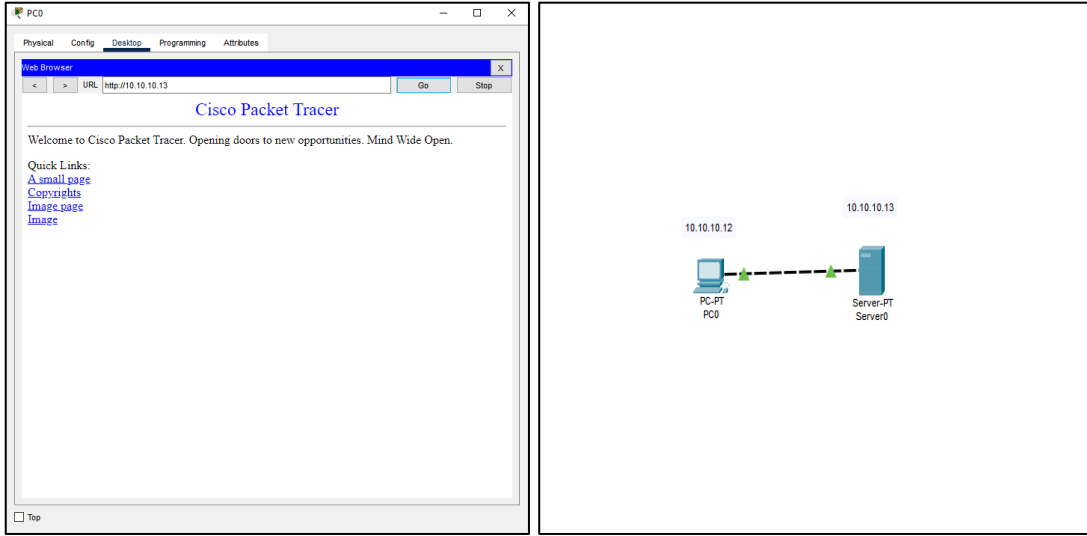 PC0
Physical Config Desktop Programming Attributes
Web Browser X
< > URL http://10.10.10.13 Go Stop
Cisco Packet Tracer
Welcome to Cisco Packet Tracer. Opening doors to new opportunities. Mind Wide Open.
Quick Links:
A small page
Copyrights
Image page
Image
Top
10.10.10.12
PC-PT
PC0
10.10.10.13
Server-PT
Server0